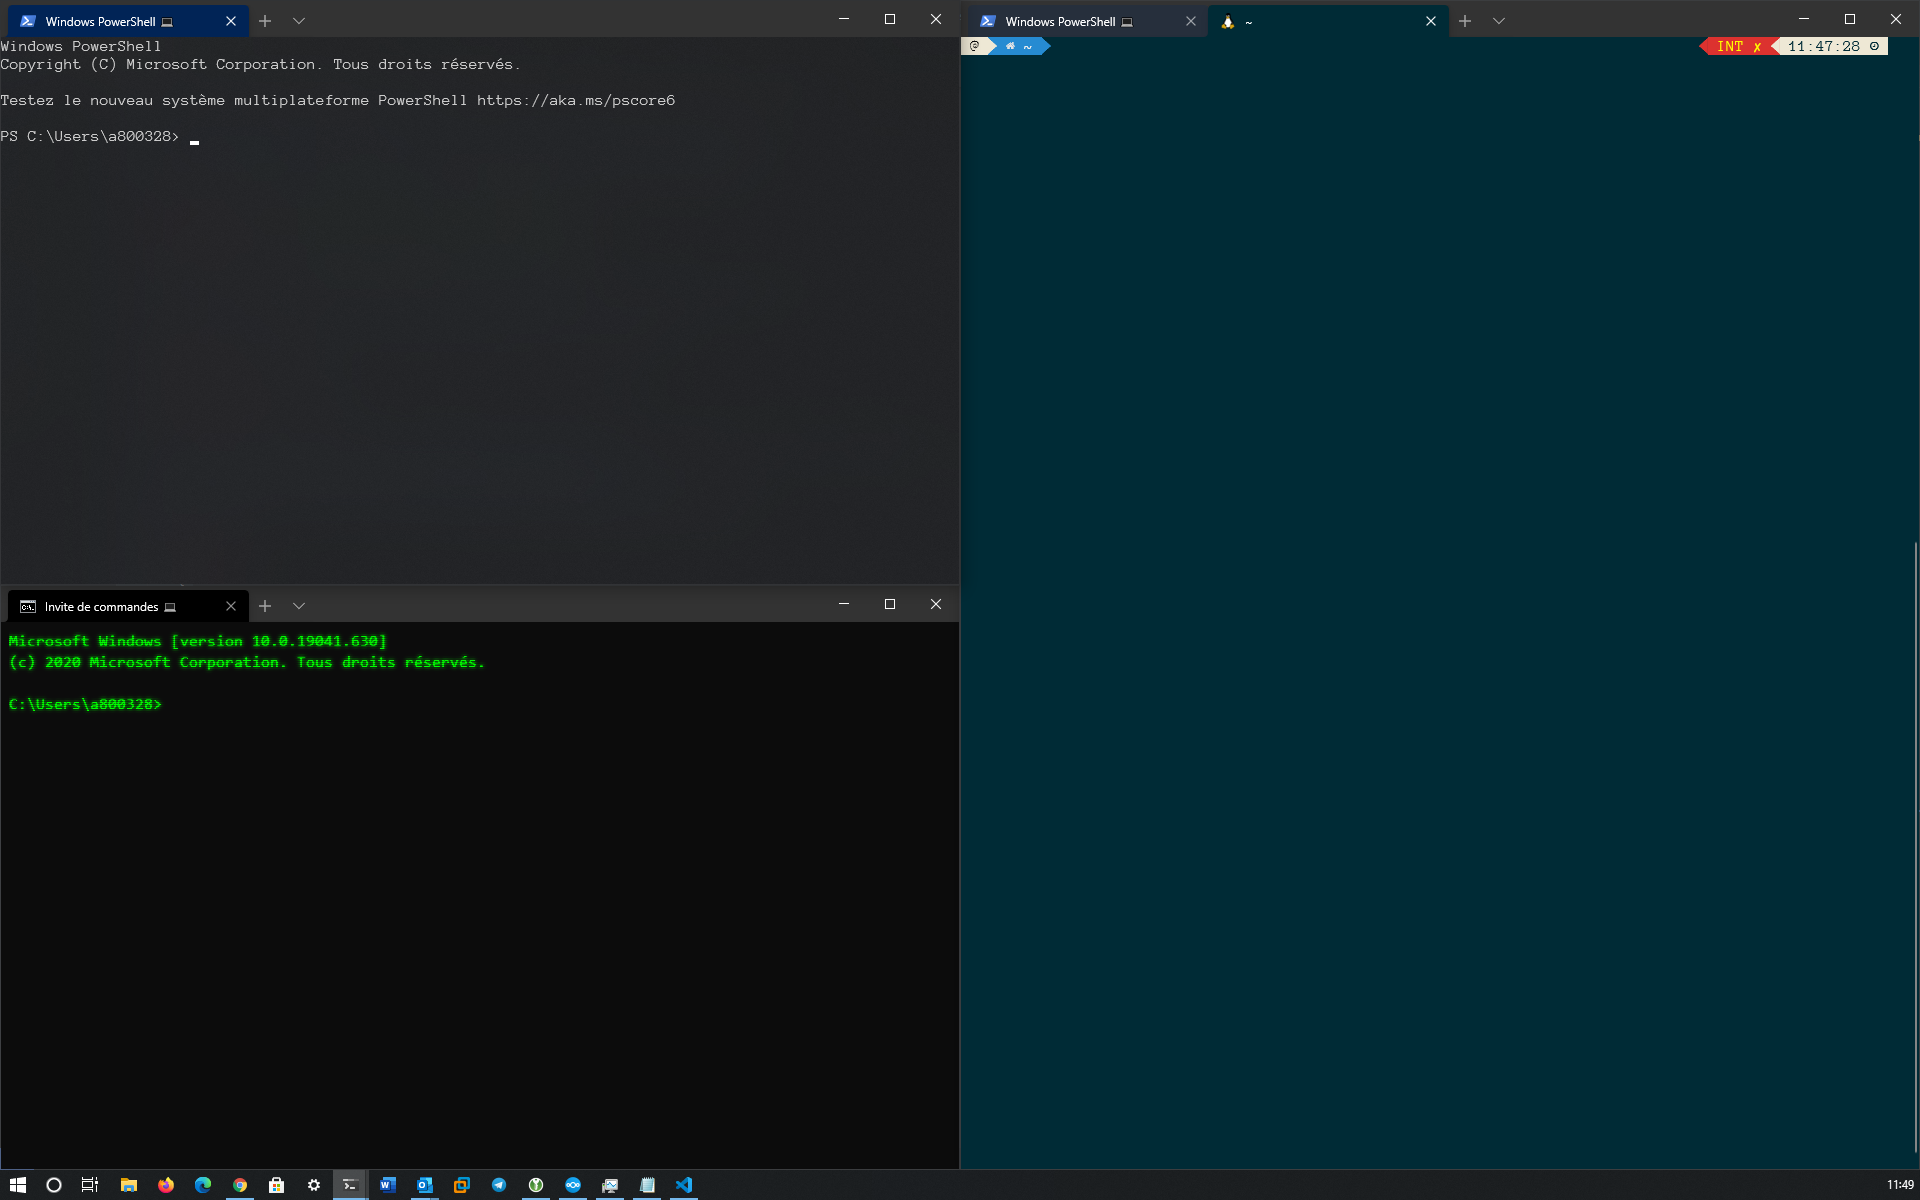 Windows PowerShell
Windows PowerShell
Copyright (C) Microsoft Corporation. Tous droits réservés.
Testez le nouveau système multiplateforme PowerShell https://aka.ms/pscore6
PS C:\Users\a800328>
Invite de commandes
Microsoft Windows [version 10.0.19041.630]
(c) 2020 Microsoft Corporation. Tous droits réservés.
C:\Users\a800328>
Windows PowerShell
~
@ ~
INT ✗ 11:47:28
11:49